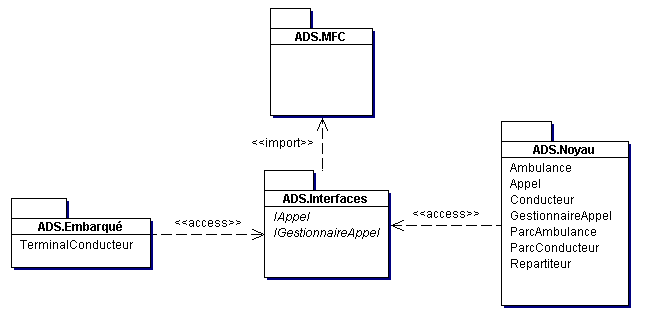 ADS.MFC
<<import>>
ADS.Noyau
Ambulance
Appel
Conducteur
GestionnaireAppel
ParcAmbulance
ParcConducteur
Repartiteur
ADS.Interfaces
IAppel
IGestionnaireAppel
<<access>>
<<access>>
ADS.Embarqué
TerminalConducteur